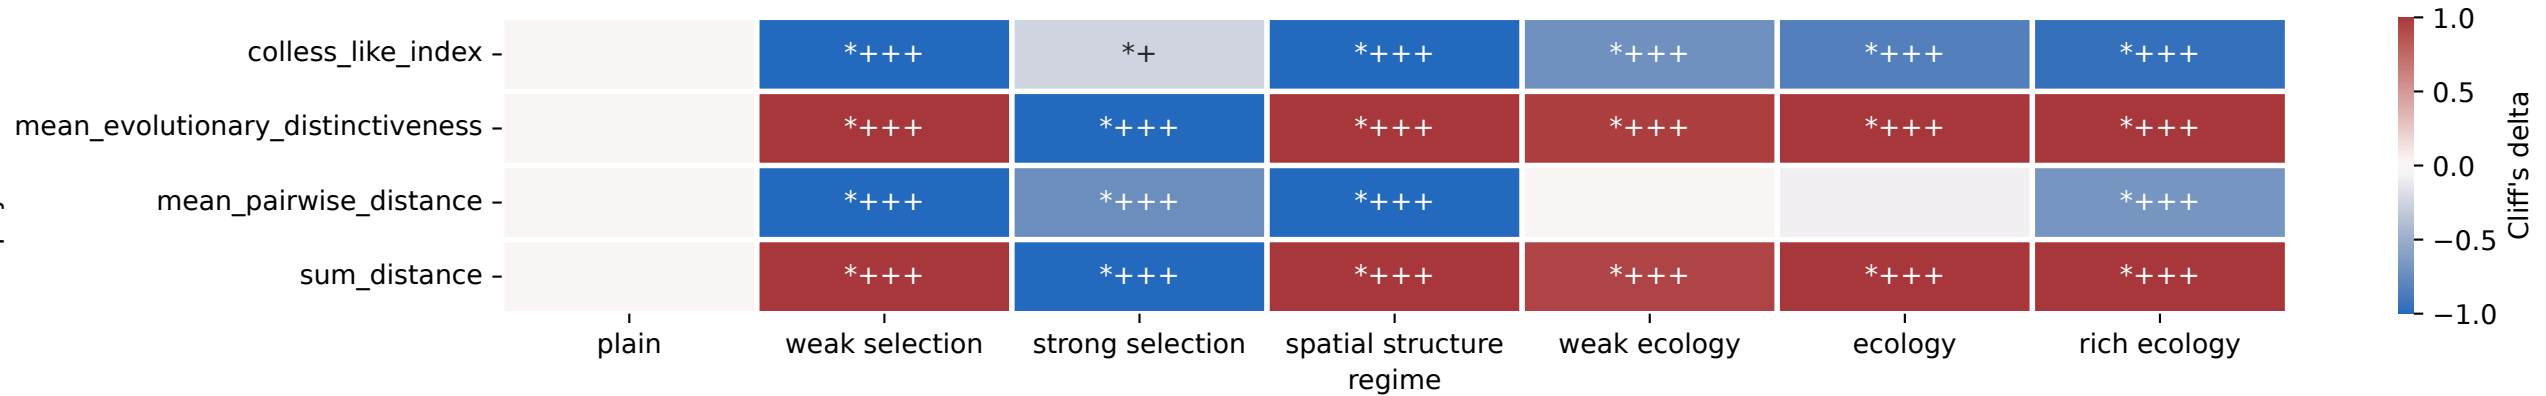 colless_like_index *+++ *+ *+++ *+++ *+++ *+++
mean_evolutionary_distinctiveness *+++ *+++ *+++ *+++ *+++ *+++
mean_pairwise_distance *+++ *+++ *+++ *+++
sum_distance *+++ *+++ *+++ *+++ *+++ *+++
plain weak selection strong selection spatial structure weak ecology ecology rich ecology
regime
1.0
0.5
0.0
−0.5
−1.0
Cliff's delta